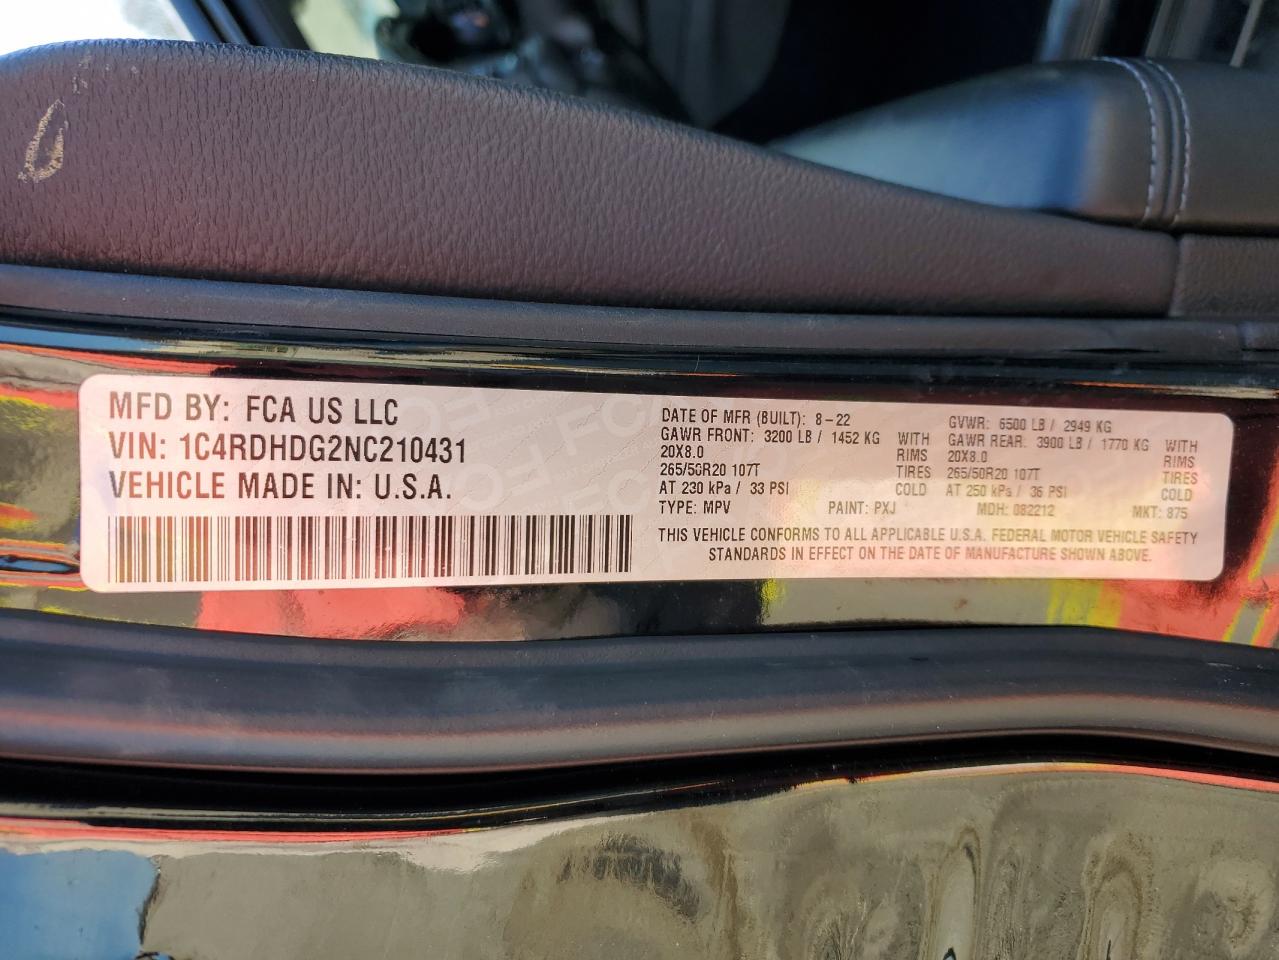 MFD BY: FCA US LLC
VIN: 1C4RDHDG2NC210431
VEHICLE MADE IN: U.S.A.
DATE OF MFR (BUILT): 8-22 GVWR: 6500 LB / 2949 KG
GAWR FRONT: 3200 LB / 1452 KG WITH GAWR REAR: 3900 LB / 1770 KG WITH
20X8.0 RIMS 20X8.0 RIMS
265/50R20 107T TIRES 265/50R20 107T TIRES
AT 230 kPa / 33 PSI COLD AT 250 kPa / 36 PSI COLD
TYPE: MPV PAINT: PXJ MDH: 082212 MKT: 875
THIS VEHICLE CONFORMS TO ALL APPLICABLE U.S.A. FEDERAL MOTOR VEHICLE SAFETY
STANDARDS IN EFFECT ON THE DATE OF MANUFACTURE SHOWN ABOVE.